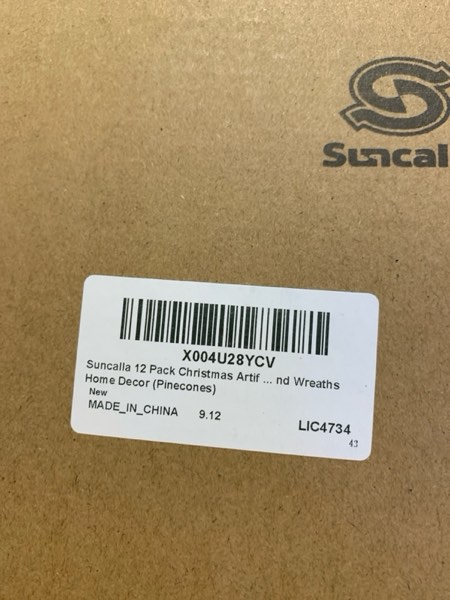 Suncal
X004U28YCV
Suncalla 12 Pack Christmas Artif ... nd Wreaths
Home Decor (Pinecones)
New
MADE_IN_CHINA 9.12
LIC4734
43